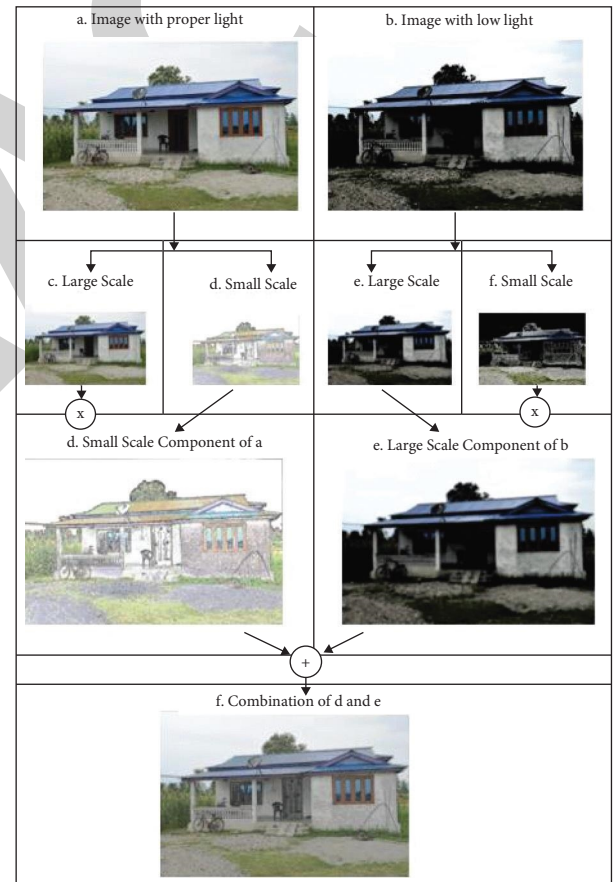 a. Image with proper light
b. Image with low light
c. Large Scale
d. Small Scale
e. Large Scale
f. Small Scale
x
x
d. Small Scale Component of a
e. Large Scale Component of b
+
f. Combination of d and e